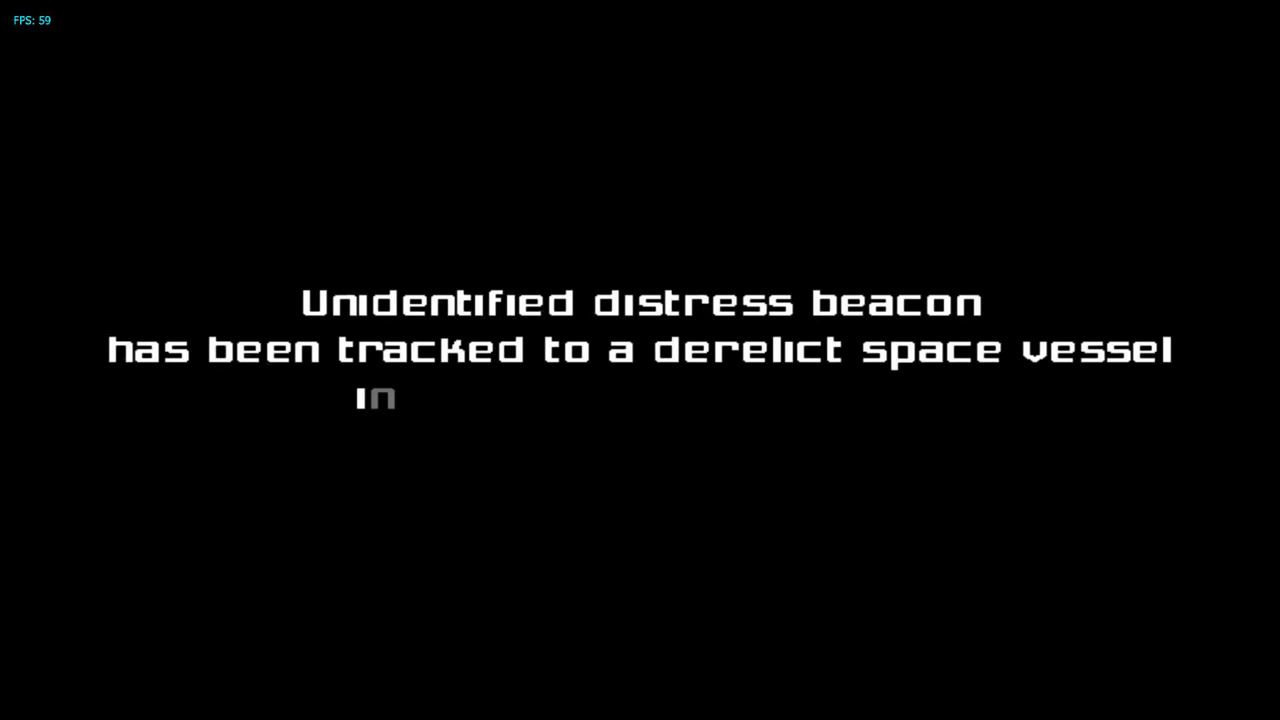 FPS: 59
Unidentified distress beacon
has been tracked to a derelict space vessel
in